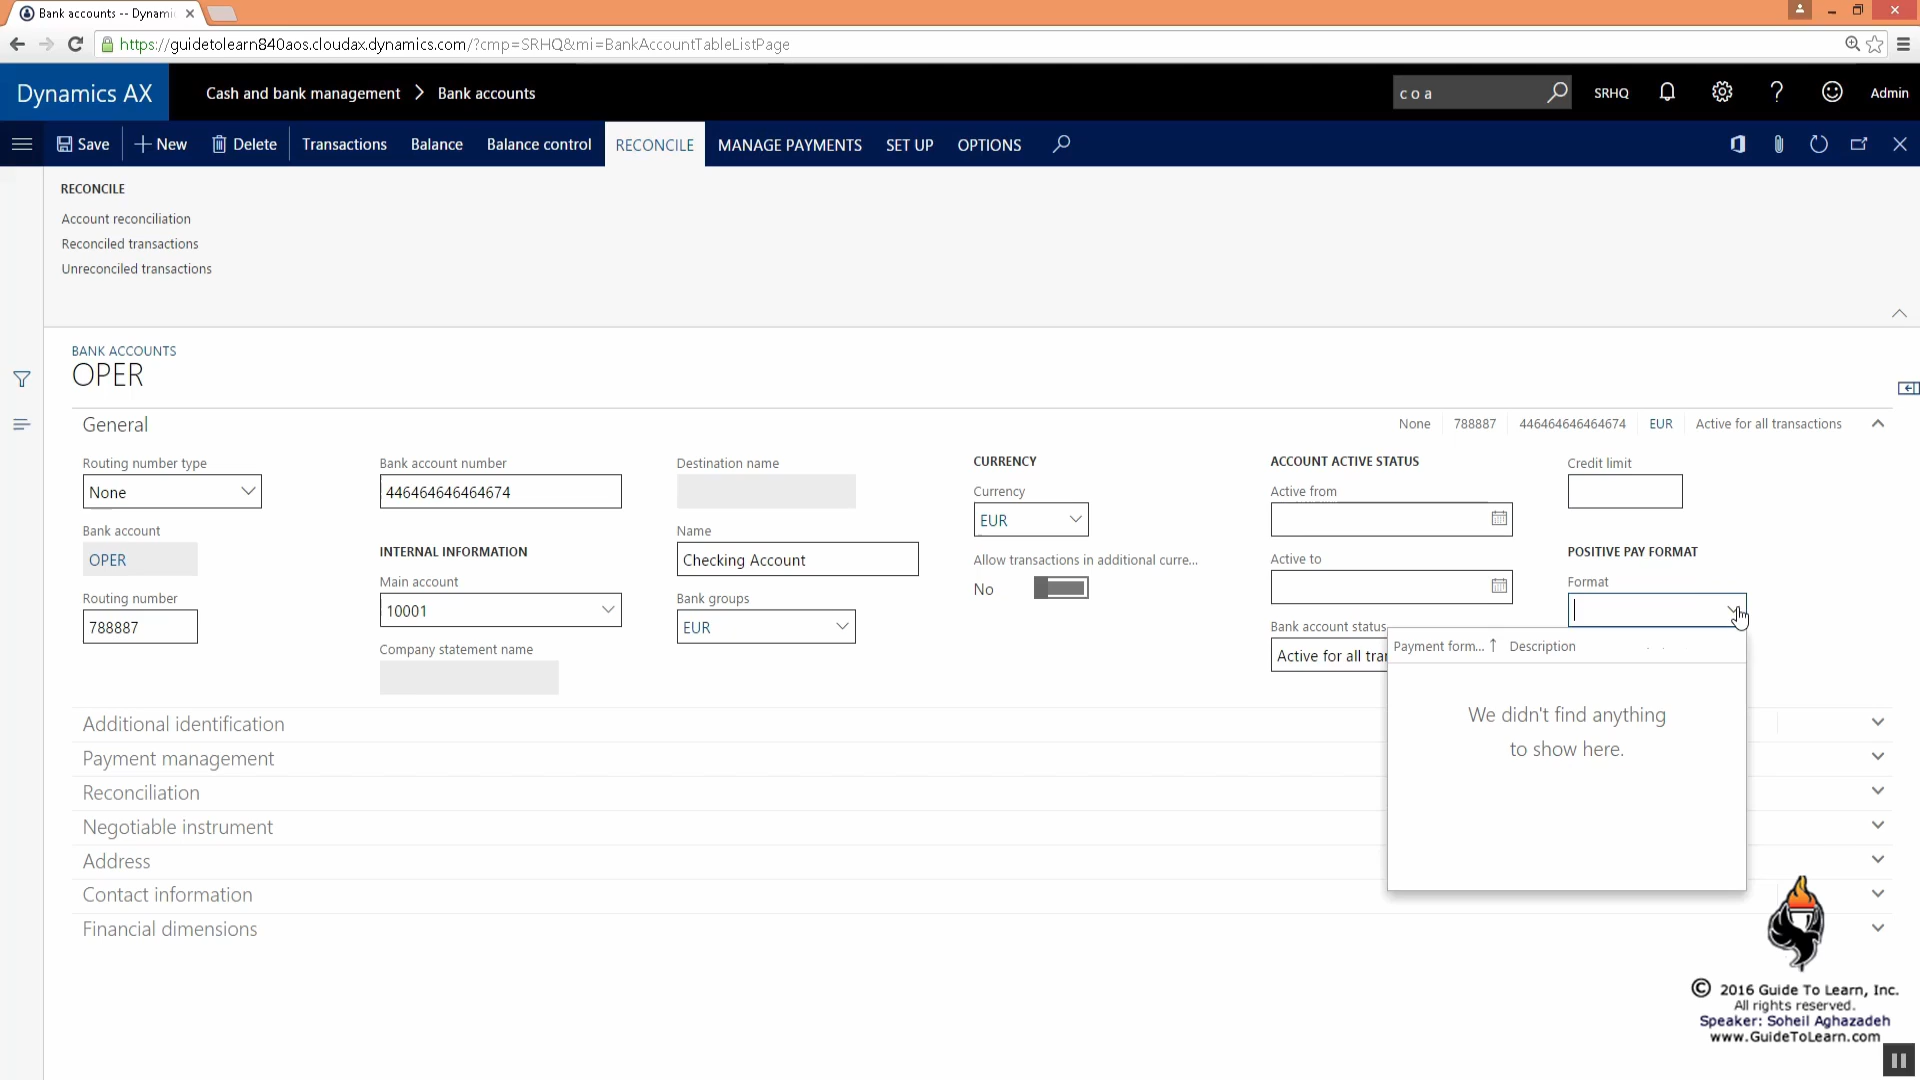 Bank accounts -- Dynami
https://guidetolearn840aos.cloudax.dynamics.com/?cmp=SRHQ&mi=BankAccountTableListPage
Dynamics AX
Cash and bank management > Bank accounts
c o a
SRHQ
?
Admin
Save
New
Delete
Transactions
Balance
Balance control
RECONCILE
MANAGE PAYMENTS
SET UP
OPTIONS
RECONCILE
Account reconciliation
Reconciled transactions
Unreconciled transactions
BANK ACCOUNTS
OPER
General
None
788887
446464646464674
EUR
Active for all transactions
Routing number type
None
Bank account
OPER
Routing number
788887
Bank account number
446464646464674
INTERNAL INFORMATION
Main account
10001
Company statement name
Destination name
Name
Checking Account
Bank groups
EUR
CURRENCY
Currency
EUR
Allow transactions in additional curre...
No
ACCOUNT ACTIVE STATUS
Active from
Active to
Bank account status
Active for all tran
Credit limit
POSITIVE PAY FORMAT
Format
Payment form... ↑ Description
We didn't find anything
to show here.
Additional identification
Payment management
Reconciliation
Negotiable instrument
Address
Contact information
Financial dimensions
© 2016 Guide To Learn, Inc.
All rights reserved.
Speaker: Soheil Aghazadeh
www.GuideToLearn.com